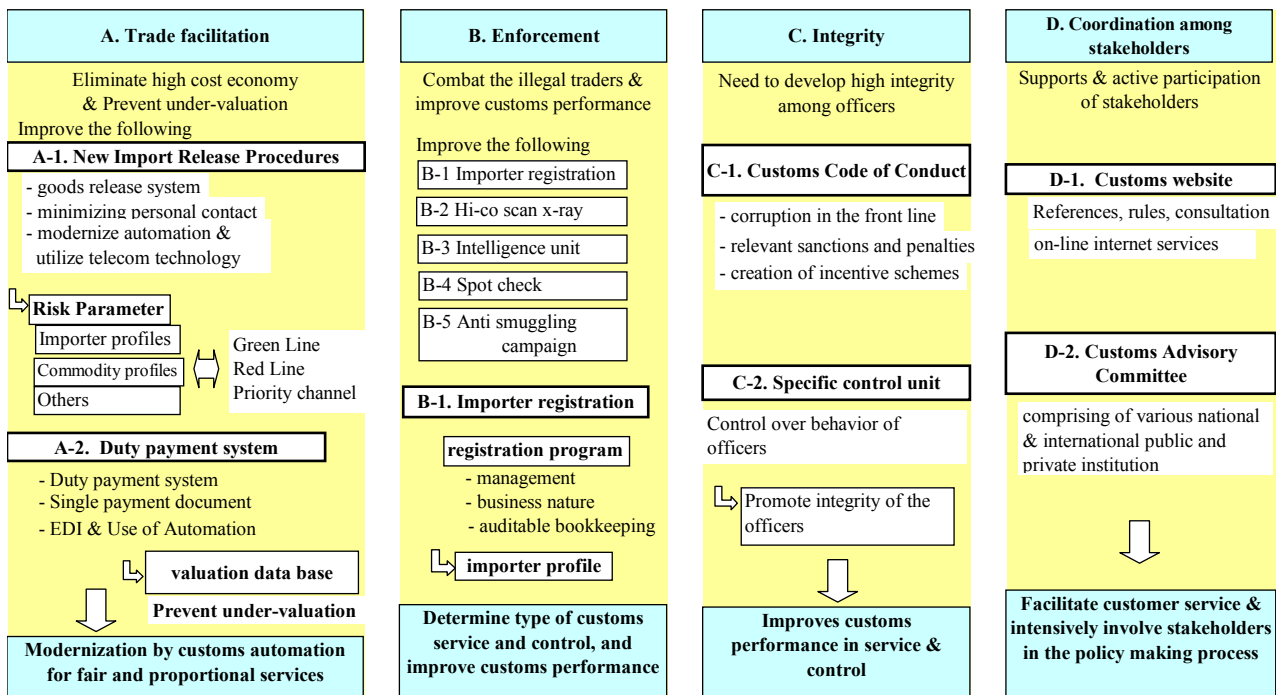 A. Trade facilitation
Eliminate high cost economy
& Prevent under-valuation
Improve the following
A-1. New Import Release Procedures
- goods release system
- minimizing personal contact
- modernize automation &
utilize telecom technology
Risk Parameter
Importer profiles
Commodity profiles
Others
Green Line
Red Line
Priority channel
A-2. Duty payment system
- Duty payment system
- Single payment document
- EDI & Use of Automation
valuation data base
Prevent under-valuation
Modernization by customs automation
for fair and proportional services
B. Enforcement
Combat the illegal traders &
improve customs performance
Improve the following
B-1 Importer registration
B-2 Hi-co scan x-ray
B-3 Intelligence unit
B-4 Spot check
B-5 Anti smuggling
campaign
B-1. Importer registration
registration program
- management
- business nature
- auditable bookkeeping
importer profile
Determine type of customs
service and control, and
improve customs performance
C. Integrity
Need to develop high integrity
among officers
C-1. Customs Code of Conduct
- corruption in the front line
- relevant sanctions and penalties
- creation of incentive schemes
C-2. Specific control unit
Control over behavior of
officers
Promote integrity of the
officers
Improves customs
performance in service &
control
D. Coordination among
stakeholders
Supports & active participation
of stakeholders
D-1. Customs website
References, rules, consultation
on-line internet services
D-2. Customs Advisory
Committee
comprising of various national
& international public and
private institution
Facilitate customer service &
intensively involve stakeholders
in the policy making process